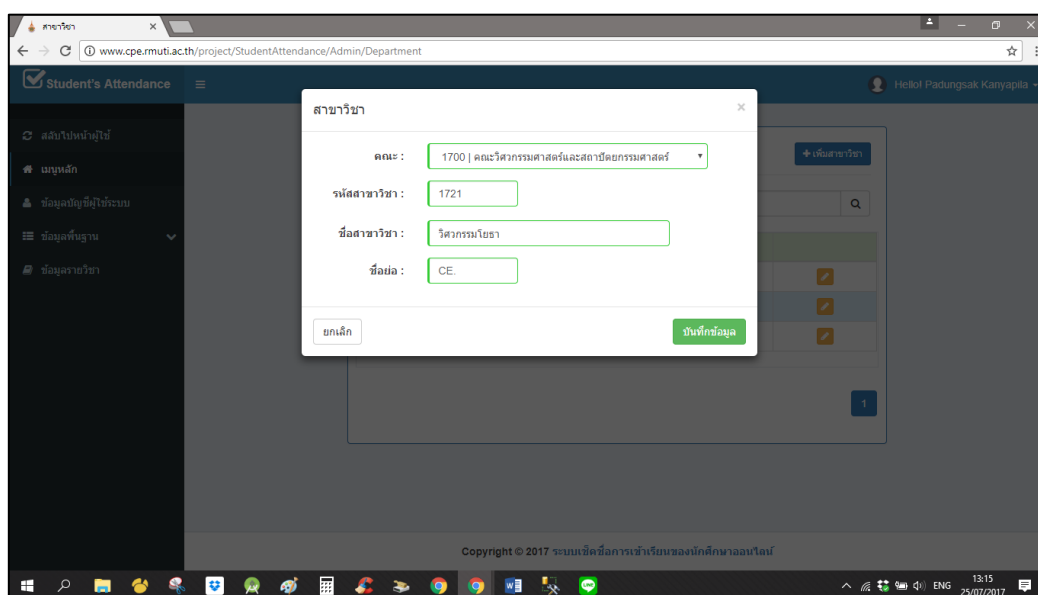 สาขาวิชา
www.cpe.rmuti.ac.th/project/StudentAttendance/Admin/Department
Student's Attendance
Hello! Padungsak Kanyapila
สลับไปหน้าผู้ใช้
เมนูหลัก
ข้อมูลบัญชีผู้ใช้ระบบ
ข้อมูลพื้นฐาน
ข้อมูลรายวิชา
สาขาวิชา ×
คณะ : 1700 | คณะวิศวกรรมศาสตร์และสถาปัตยกรรมศาสตร์
รหัสสาขาวิชา : 1721
ชื่อสาขาวิชา : วิศวกรรมโยธา
ชื่อย่อ : CE.
ยกเลิก บันทึกข้อมูล
เพิ่มสาขาวิชา
1
Copyright © 2017 ระบบเช็คชื่อการเข้าเรียนของนักศึกษาออนไลน์
ENG 13:15
25/07/2017